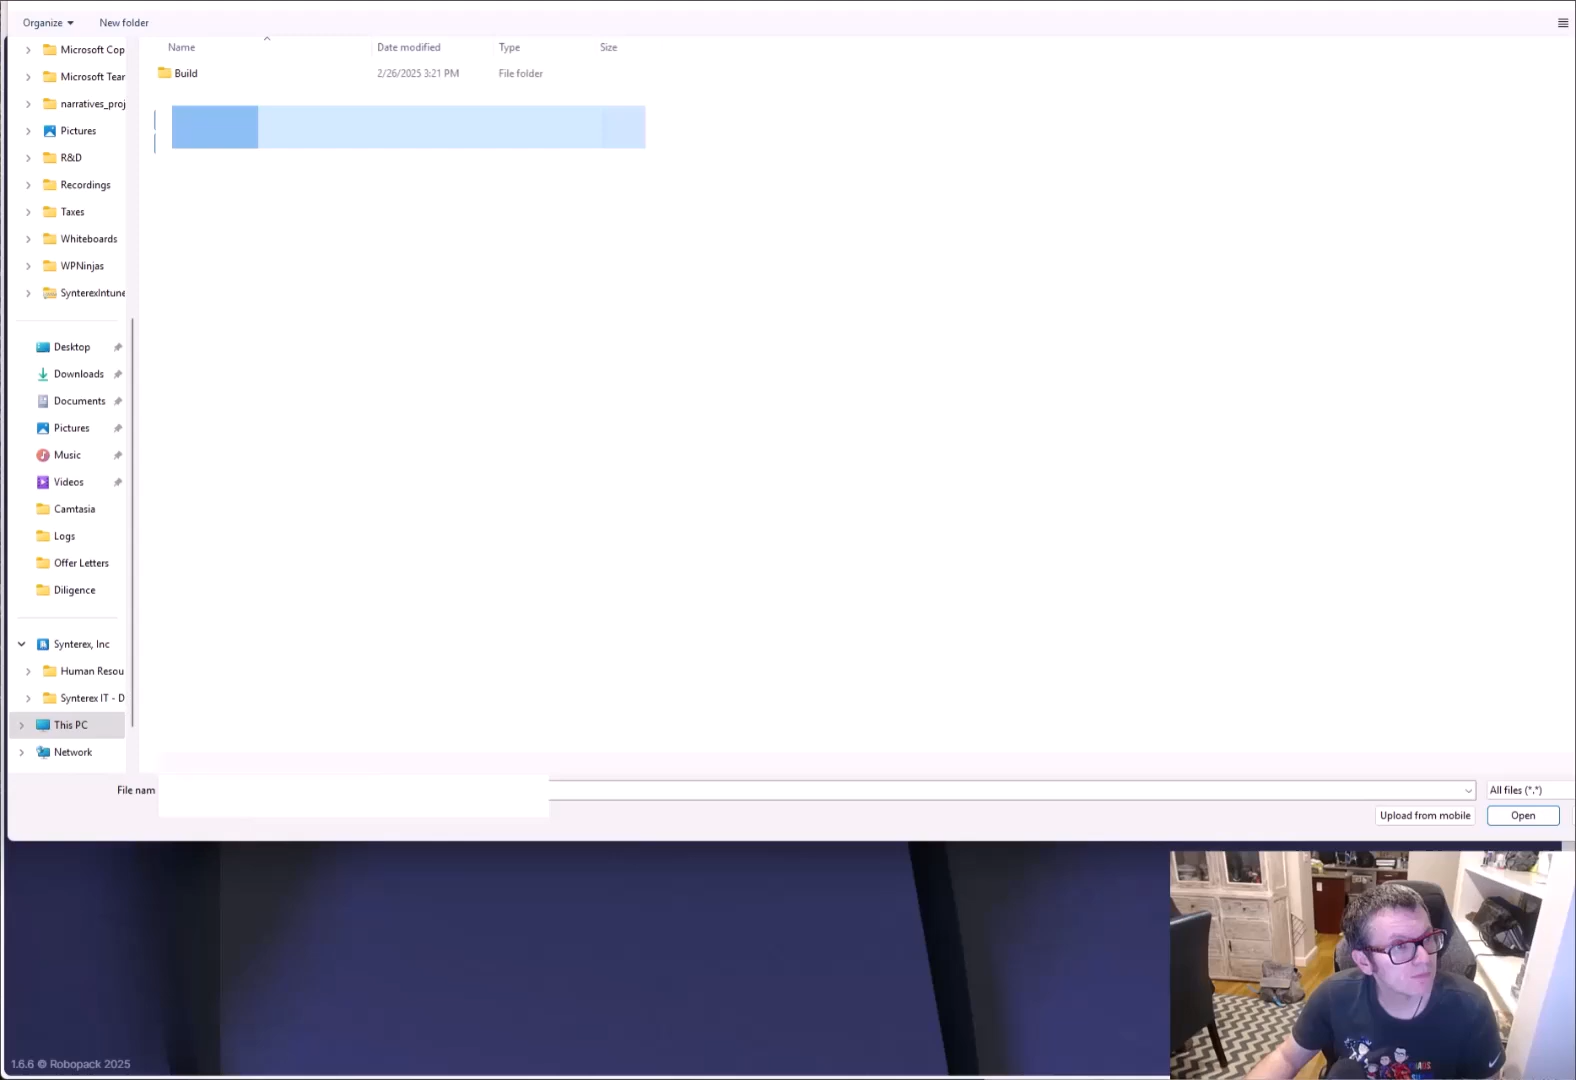 Organize
New folder
Name
Date modified
Type
Size
Build
2/26/2025 3:21 PM
File folder
Microsoft Cop
Microsoft Tear
narratives_proj
Pictures
R&D
Recordings
Taxes
Whiteboards
WPNinjas
SynterexIntune
Desktop
Downloads
Documents
Pictures
Music
Videos
Camtasia
Logs
Offer Letters
Diligence
Synterex, Inc
Human Resou
Synterex IT - D
This PC
Network
File nam
All files (*.*)
Upload from mobile
Open
1.6.6 © Robopack 2025